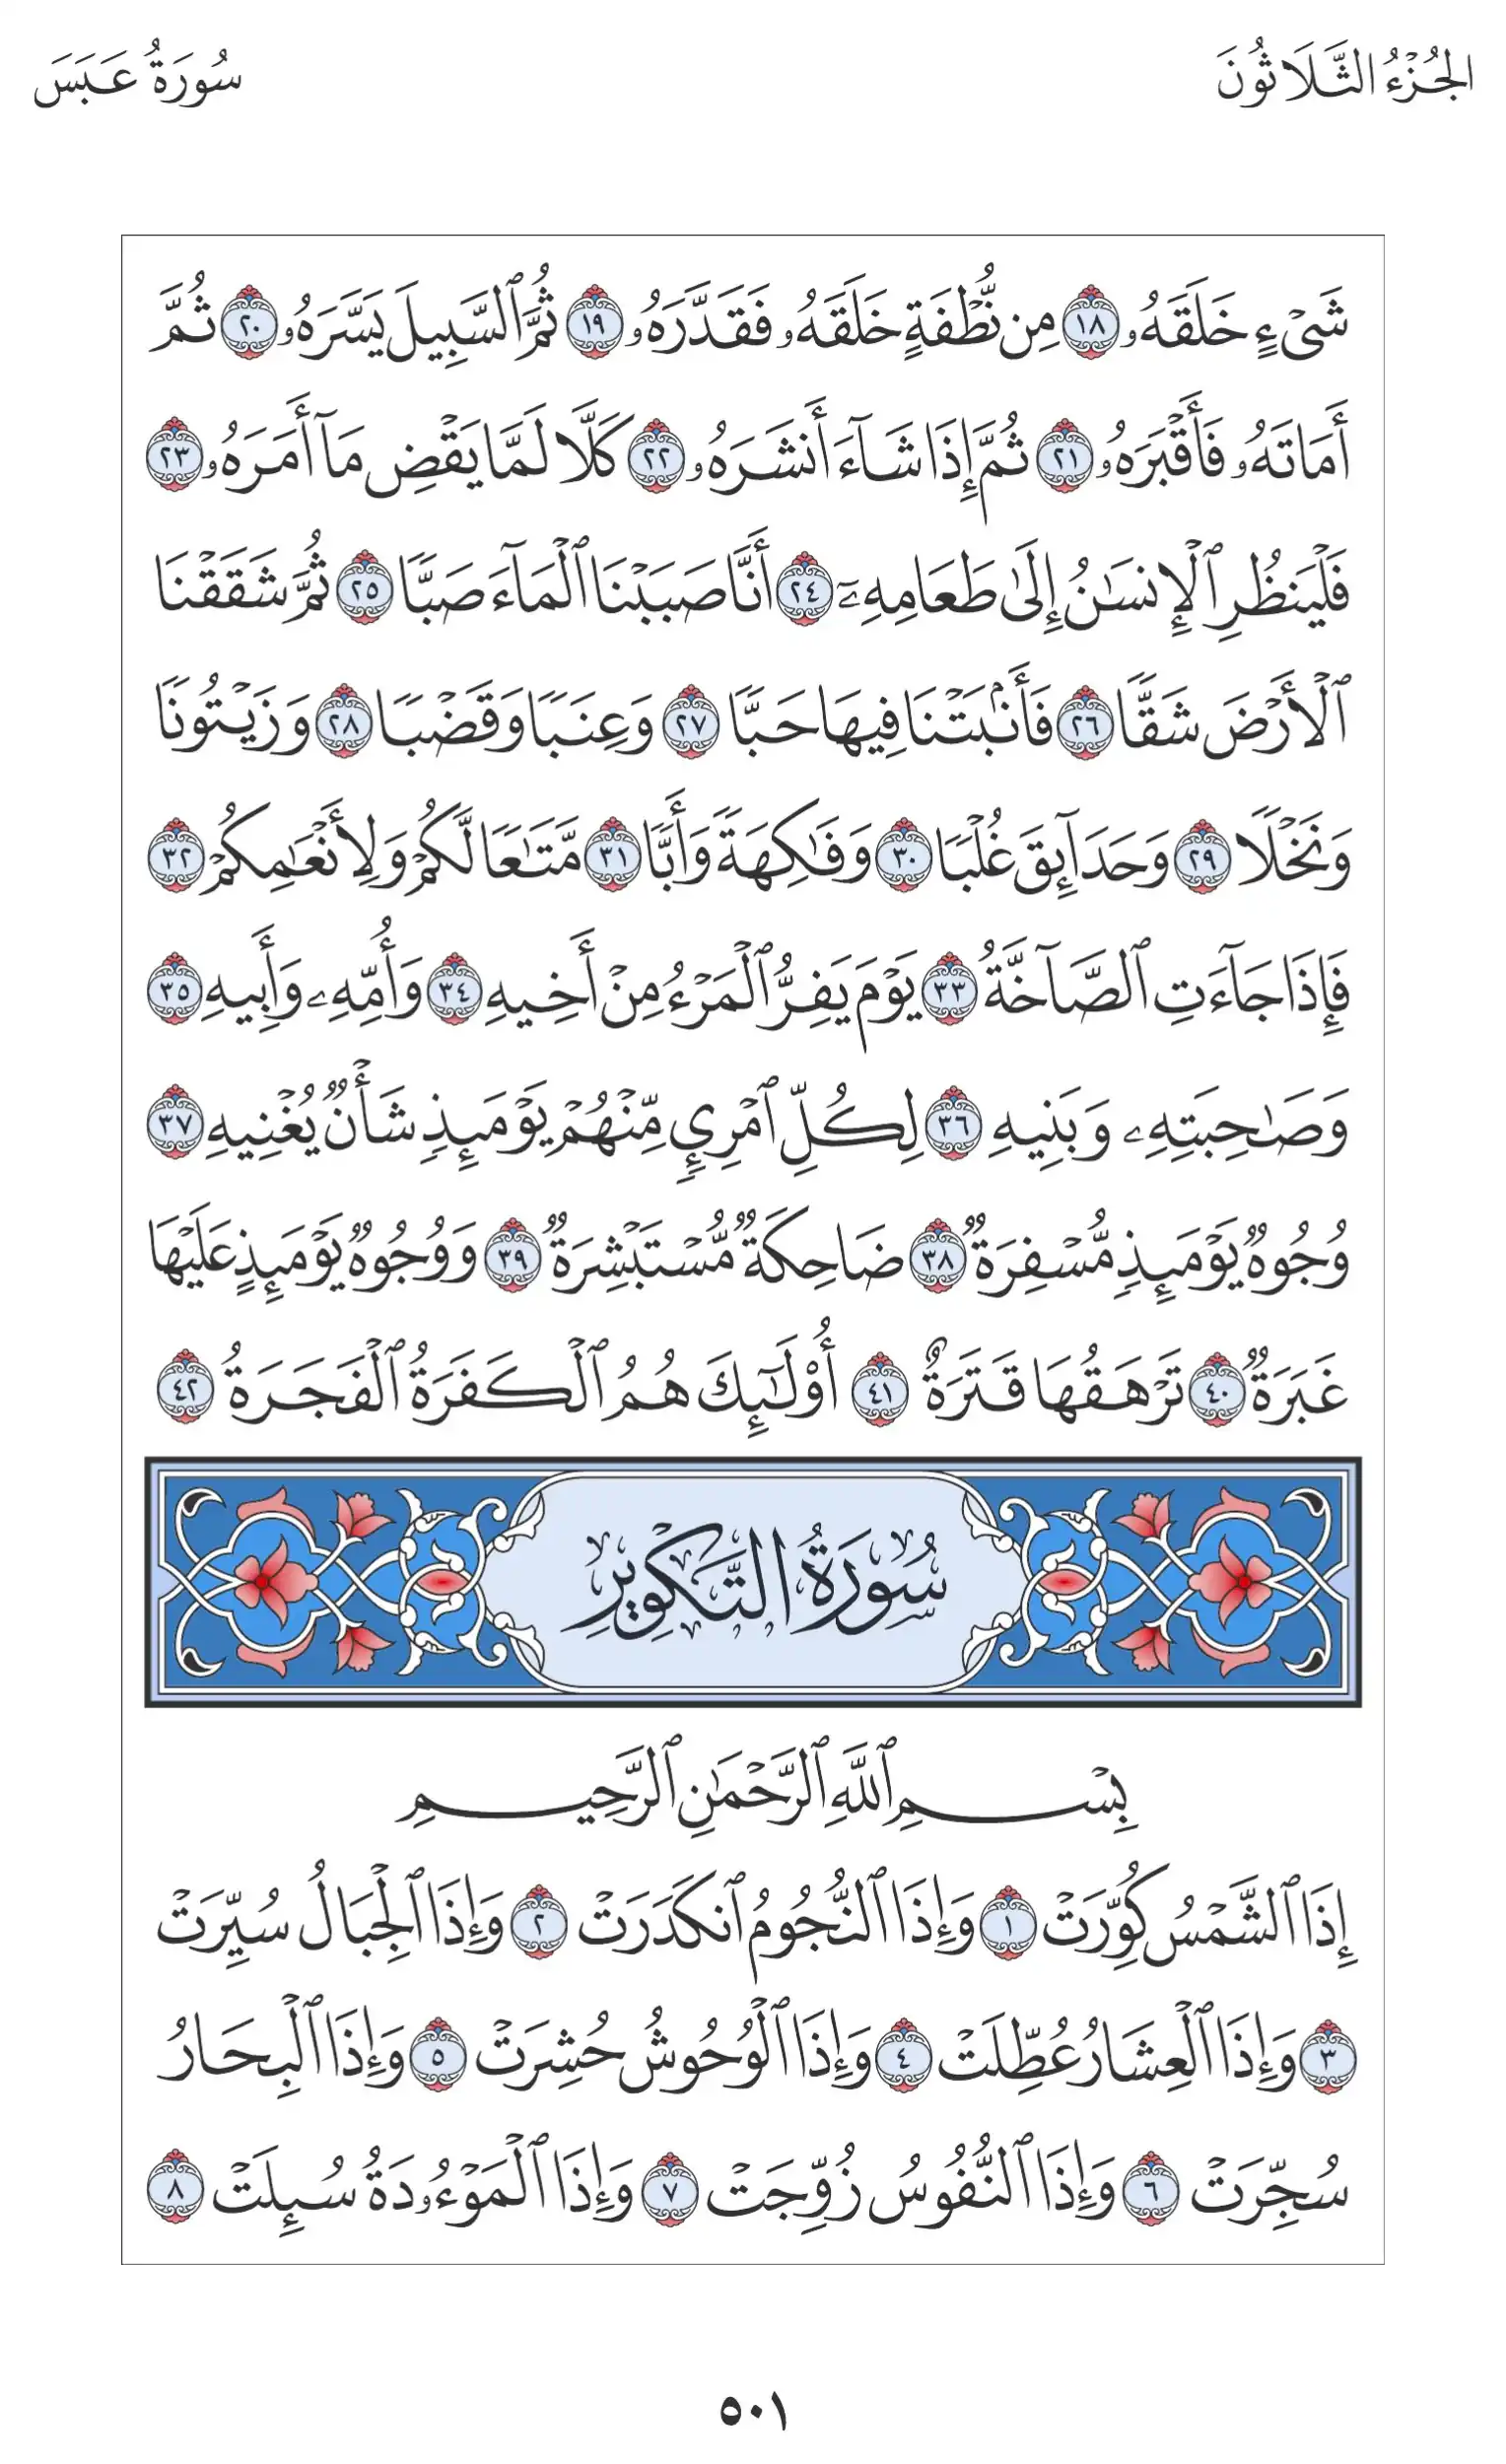 الجُزْءُ الثَّلَاثُونَ
سُورَةُ عَبَسَ
شَىْءٍ خَلَقَهُۥ ١٨ مِن نُّطْفَةٍ خَلَقَهُۥ فَقَدَّرَهُۥ ١٩ ثُمَّ ٱلسَّبِيلَ يَسَّرَهُۥ ٢٠ ثُمَّ
أَمَاتَهُۥ فَأَقْبَرَهُۥ ٢١ ثُمَّ إِذَا شَآءَ أَنشَرَهُۥ ٢٢ كَلَّا لَمَّا يَقْضِ مَآ أَمَرَهُۥ ٢٣
فَلْيَنظُرِ ٱلْإِنسَٰنُ إِلَىٰ طَعَامِهِۦٓ ٢٤ أَنَّا صَبَبْنَا ٱلْمَآءَ صَبًّا ٢٥ ثُمَّ شَقَقْنَا
ٱلْأَرْضَ شَقًّا ٢٦ فَأَنۢبَتْنَا فِيهَا حَبًّا ٢٧ وَعِنَبًا وَقَضْبًا ٢٨ وَزَيْتُونًا
وَنَخْلًا ٢٩ وَحَدَآئِقَ غُلْبًا ٣٠ وَفَٰكِهَةً وَأَبًّا ٣١ مَّتَٰعًا لَّكُمْ وَلِأَنْعَٰمِكُمْ ٣٢
فَإِذَا جَآءَتِ ٱلصَّآخَّةُ ٣٣ يَوْمَ يَفِرُّ ٱلْمَرْءُ مِنْ أَخِيهِ ٣٤ وَأُمِّهِۦ وَأَبِيهِ ٣٥
وَصَٰحِبَتِهِۦ وَبَنِيهِ ٣٦ لِكُلِّ ٱمْرِئٍ مِّنْهُمْ يَوْمَئِذٍ شَأْنٌ يُغْنِيهِ ٣٧
وُجُوهٌ يَوْمَئِذٍ مُّسْفِرَةٌ ٣٨ ضَاحِكَةٌ مُّسْتَبْشِرَةٌ ٣٩ وَوُجُوهٌ يَوْمَئِذٍ عَلَيْهَا
غَبَرَةٌ ٤٠ تَرْهَقُهَا قَتَرَةٌ ٤١ أُو۟لَٰٓئِكَ هُمُ ٱلْكَفَرَةُ ٱلْفَجَرَةُ ٤٢
سُورَةُ التَّكْوِيرِ
بِسْمِ ٱللَّهِ ٱلرَّحْمَٰنِ ٱلرَّحِيمِ
إِذَا ٱلشَّمْسُ كُوِّرَتْ ١ وَإِذَا ٱلنُّجُومُ ٱنكَدَرَتْ ٢ وَإِذَا ٱلْجِبَالُ سُيِّرَتْ
٣ وَإِذَا ٱلْعِشَارُ عُطِّلَتْ ٤ وَإِذَا ٱلْوُحُوشُ حُشِرَتْ ٥ وَإِذَا ٱلْبِحَارُ
سُجِّرَتْ ٦ وَإِذَا ٱلنُّفُوسُ زُوِّجَتْ ٧ وَإِذَا ٱلْمَوْءُۥدَةُ سُئِلَتْ ٨
٥٠١